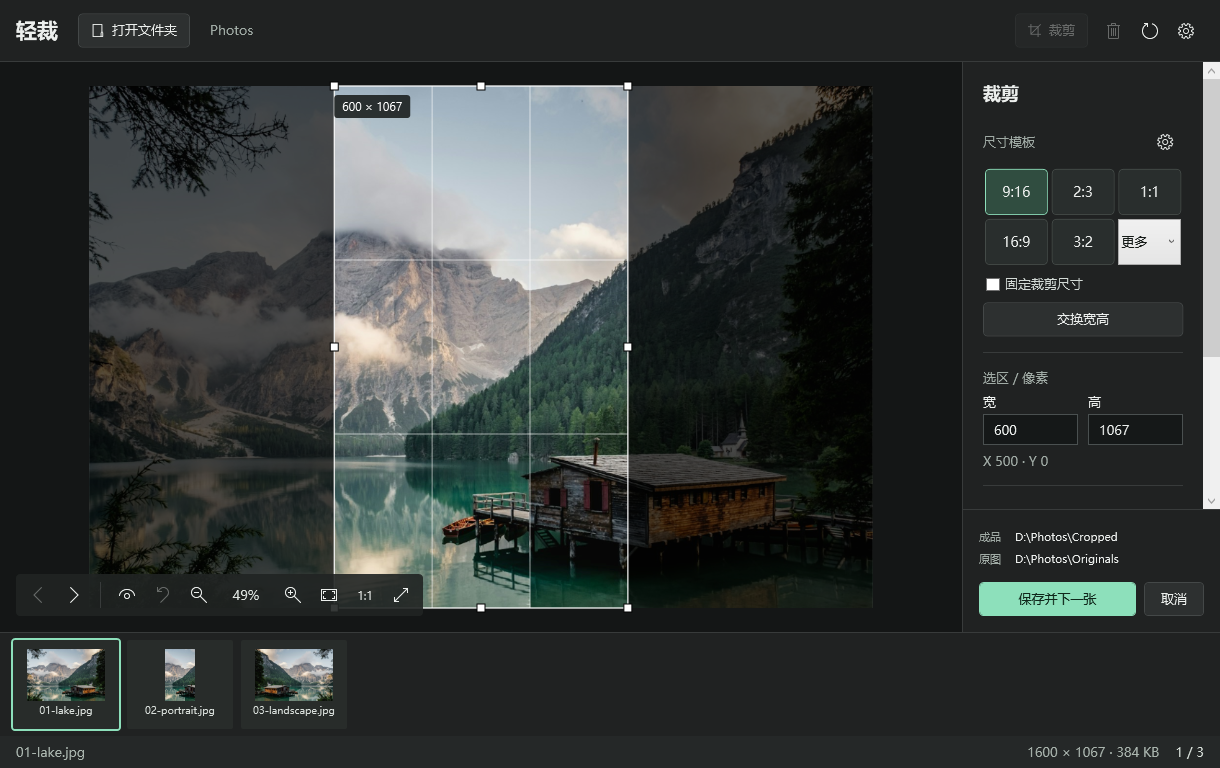 轻裁 打开文件夹 Photos 裁剪
600 × 1067
裁剪
尺寸模板
9:16 2:3 1:1
16:9 3:2 更多
固定裁剪尺寸
交换宽高
选区 / 像素
宽 高
600 1067
X 500 · Y 0
成品 D:\Photos\Cropped
原图 D:\Photos\Originals
保存并下一张 取消
49% 1:1
01-lake.jpg 02-portrait.jpg 03-landscape.jpg
01-lake.jpg 1600 × 1067 · 384 KB 1 / 3